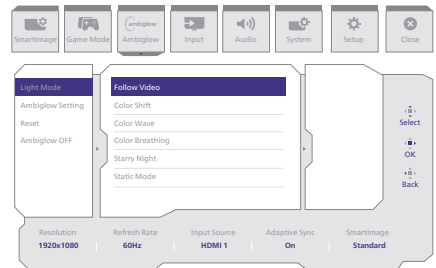 SmartImage Game Mode ambiglow Ambiglow Input Audio System Setup Close
Light Mode Follow Video
Ambiglow Setting Color Shift
Reset Color Wave
Ambiglow OFF Color Breathing
Starry Night
Static Mode
Select
OK
Back
Resolution Refresh Rate Input Source Adaptive Sync SmartImage
1920x1080 60Hz HDMI 1 On Standard